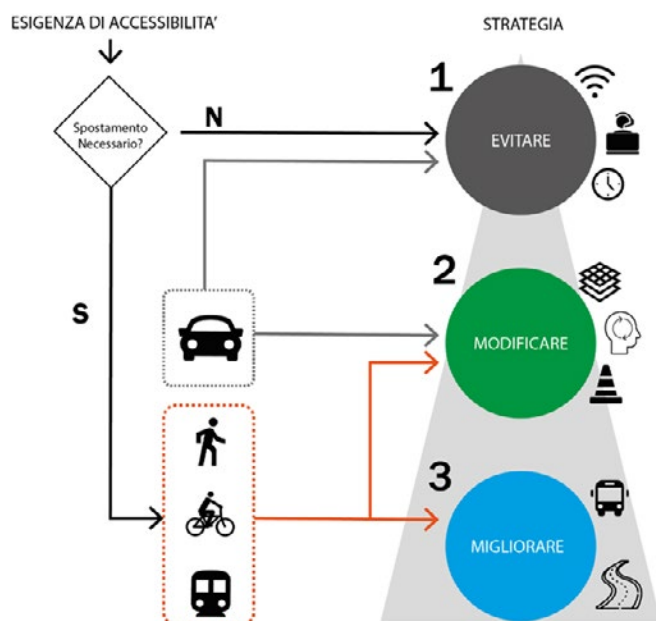 ESIGENZA DI ACCESSIBILITA'
STRATEGIA
1
Spostamento
Necessario?
N
EVITARE
2
S
MODIFICARE
3
MIGLIORARE